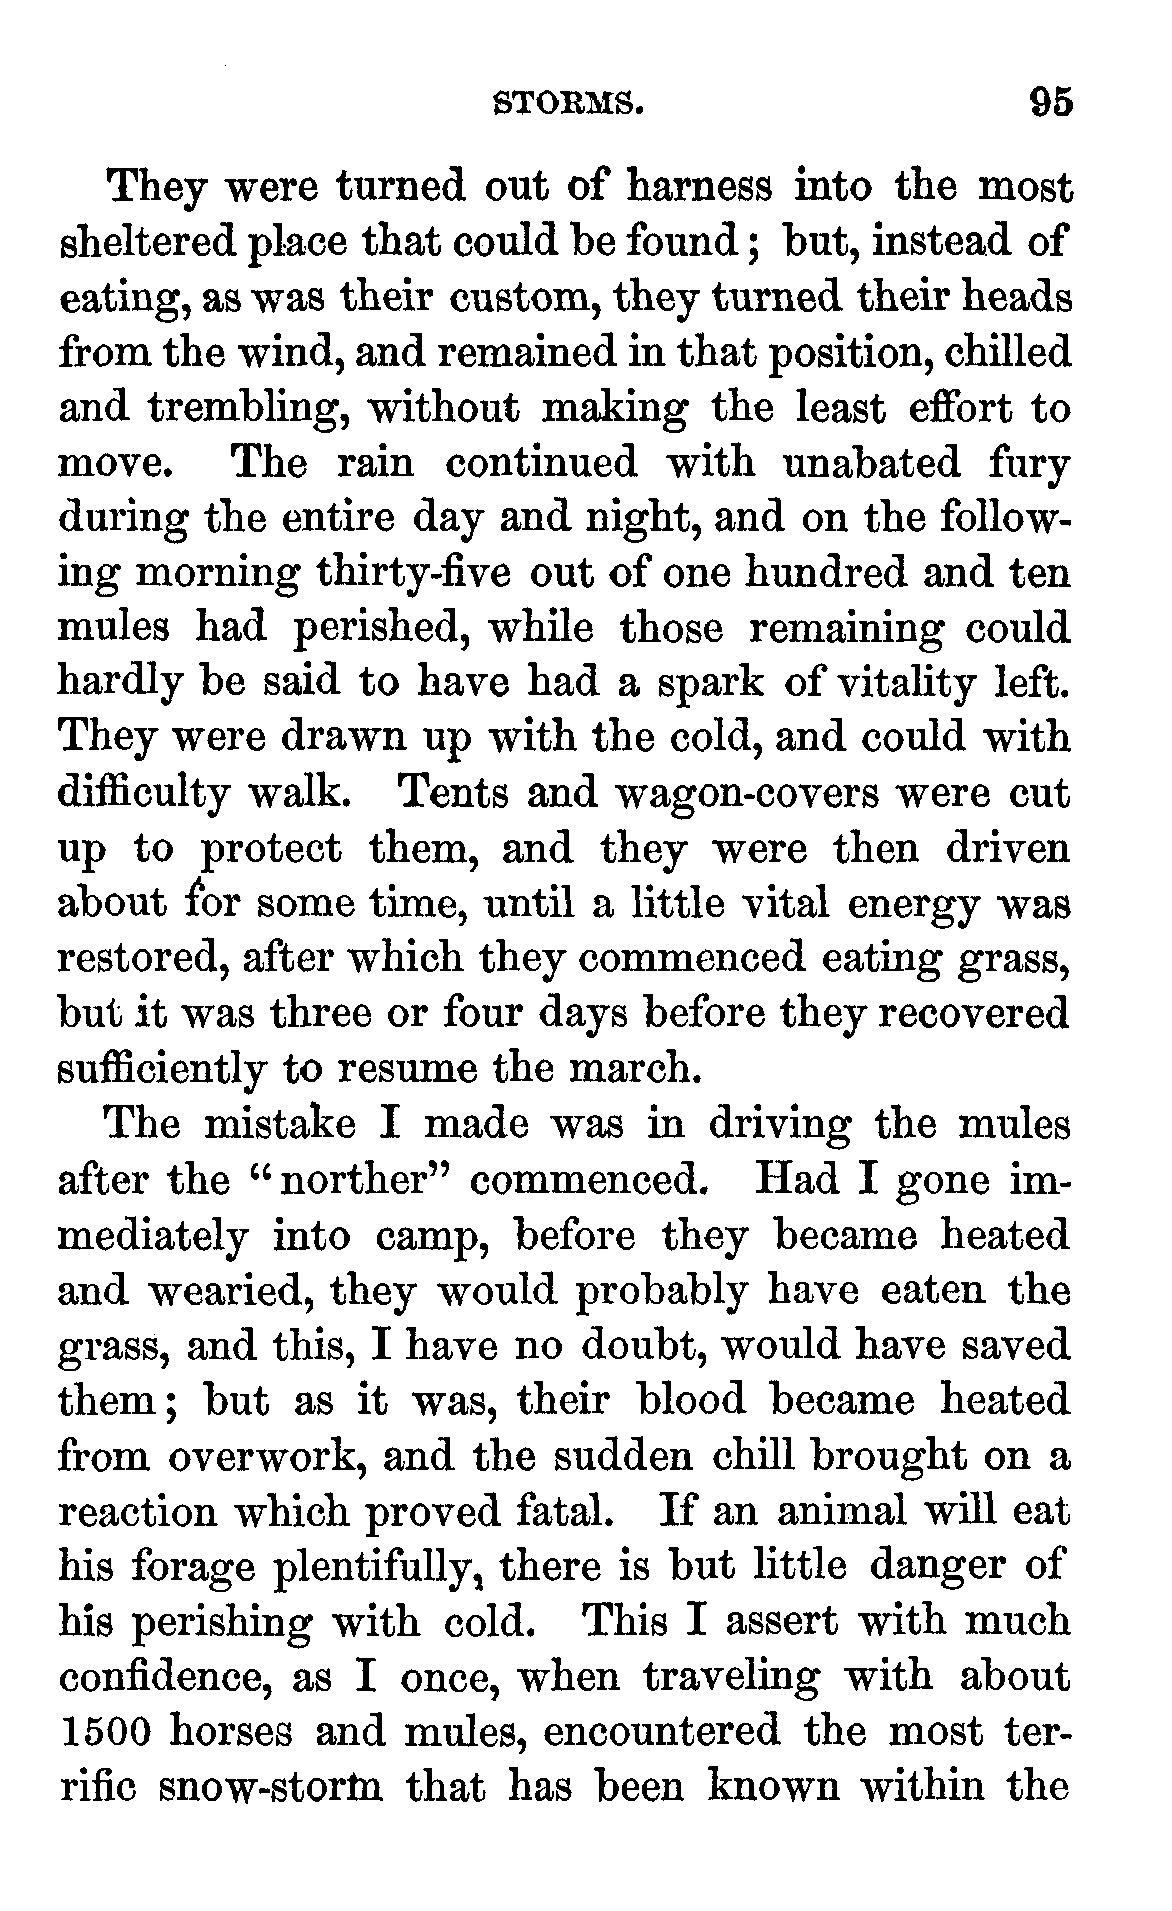 STORMS. 95
They were turned out of harness into the most
sheltered place that could be found; but, instead of
eating, as was their custom, they turned their heads
from the wind, and remained in that position, chilled
and trembling, without making the least effort to
move. The rain continued with unabated fury
during the entire day and night, and on the follow-
ing morning thirty-five out of one hundred and ten
mules had perished, while those remaining could
hardly be said to have had a spark of vitality left.
They were drawn up with the cold, and could with
difficulty walk. Tents and wagon-covers were cut
up to protect them, and they were then driven
about for some time, until a little vital energy was
restored, after which they commenced eating grass,
but it was three or four days before they recovered
sufficiently to resume the march.
The mistake I made was in driving the mules
after the “norther” commenced. Had I gone im-
mediately into camp, before they became heated
and wearied, they would probably have eaten the
grass, and this, I have no doubt, would have saved
them; but as it was, their blood became heated
from overwork, and the sudden chill brought on a
reaction which proved fatal. If an animal will eat
his forage plentifully, there is but little danger of
his perishing with cold. This I assert with much
confidence, as I once, when traveling with about
1500 horses and mules, encountered the most ter-
rific snow-storm that has been known within the